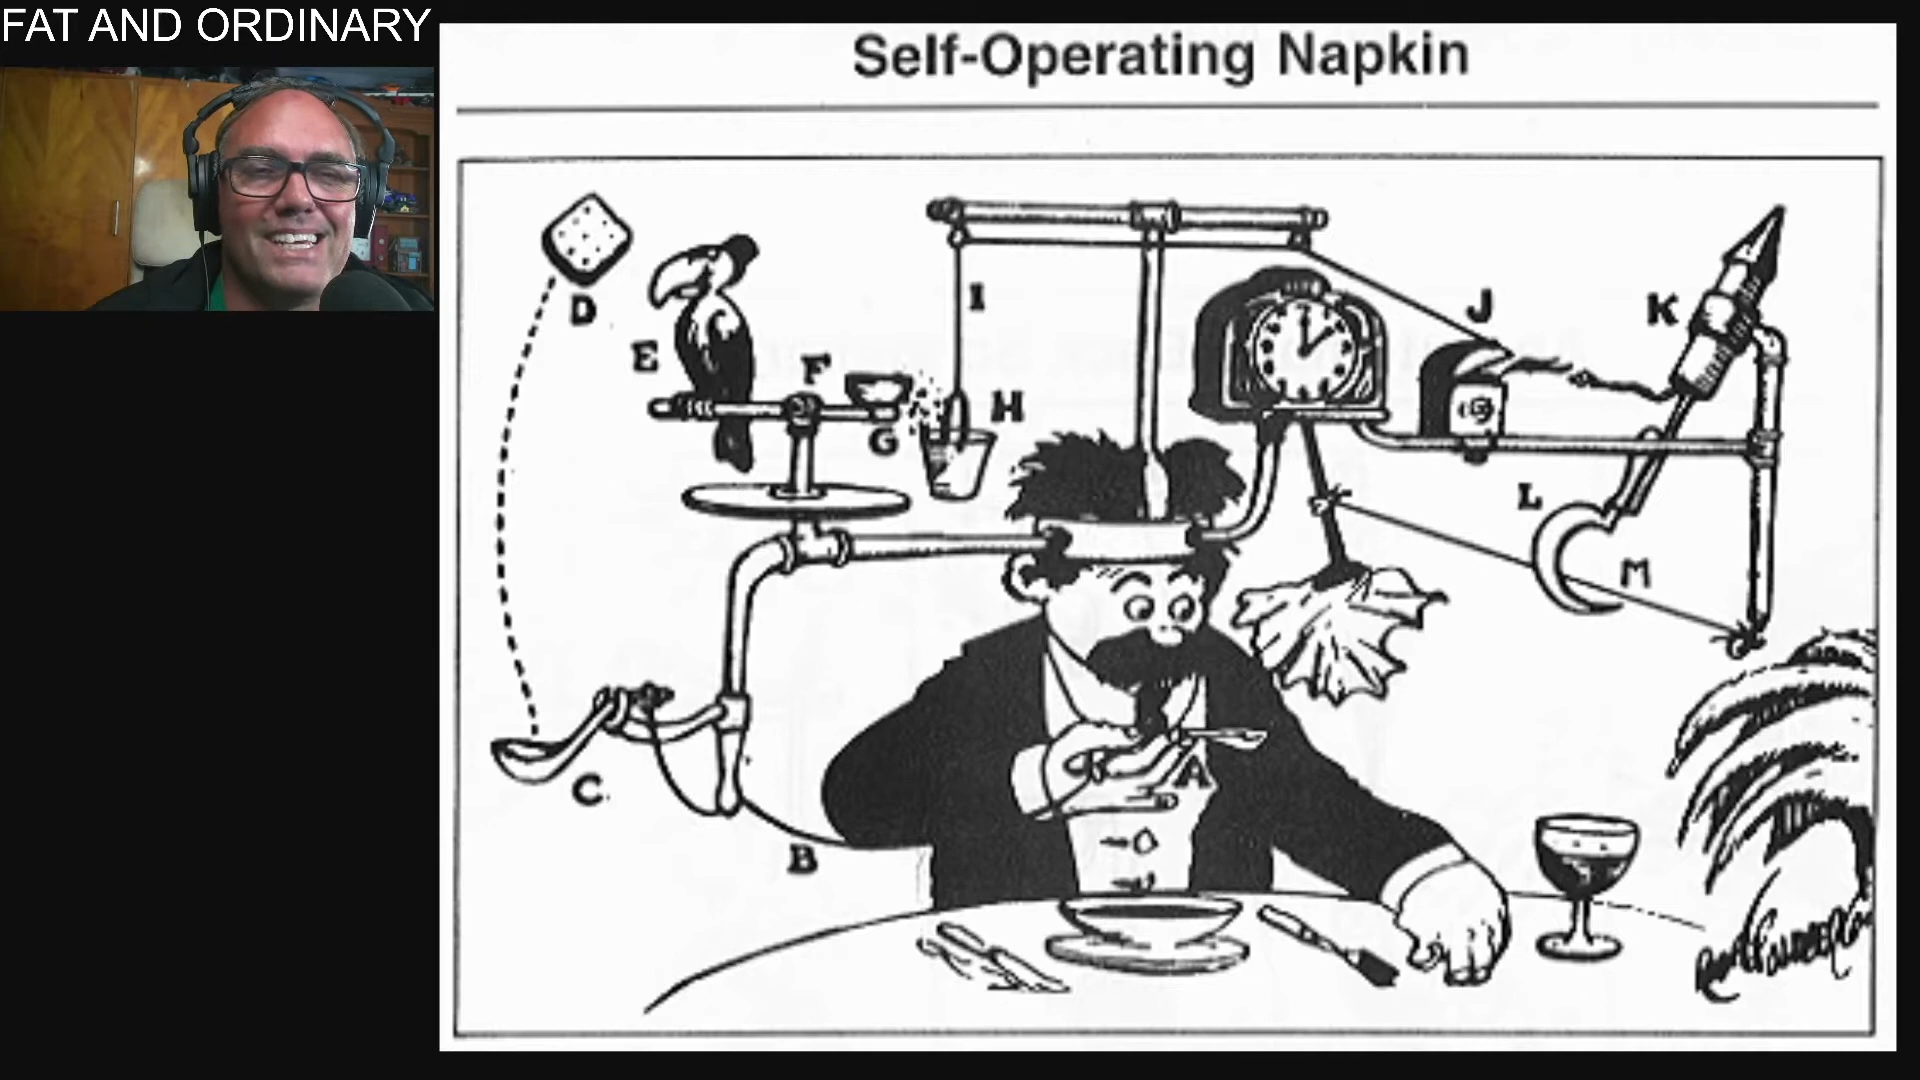 FAT AND ORDINARY
Self-Operating Napkin
D
E
F
G
H
I
J
K
L
M
C
B
A